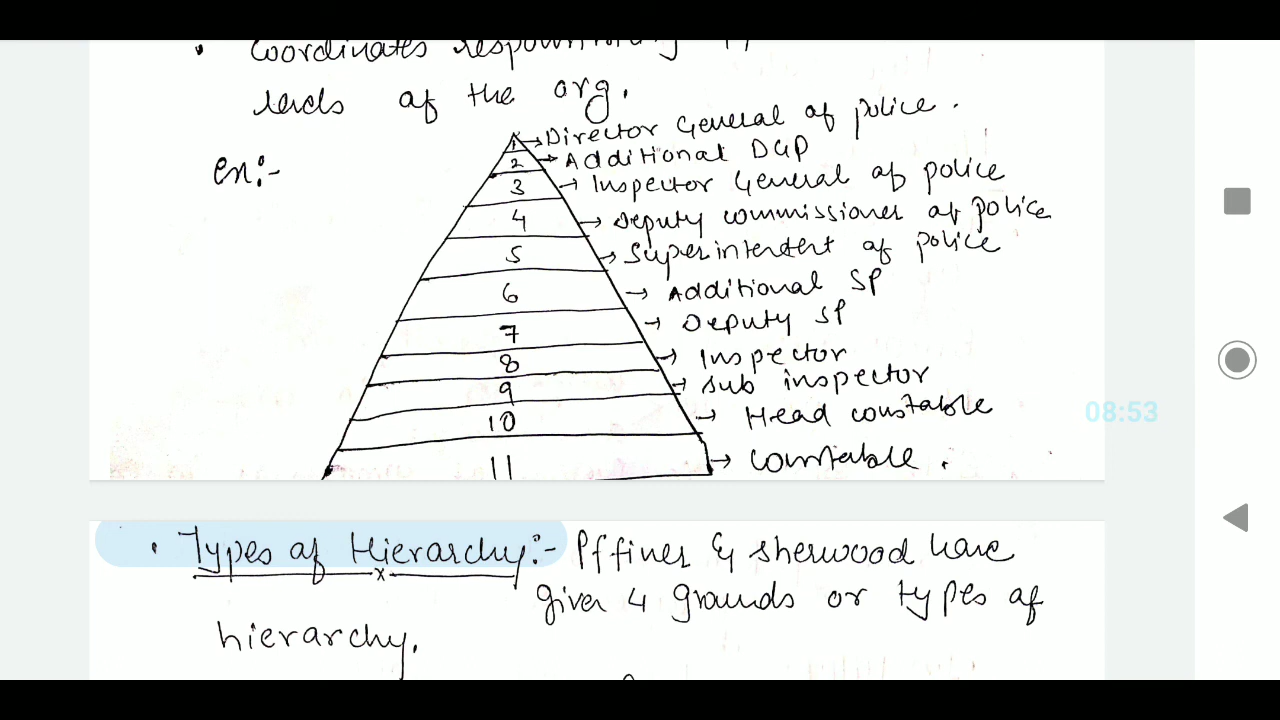 • Coordinates
levels of the org.
en:-
1 → Director General of police.
2 → Additional DGP
3 → Inspector General of police
4 → Deputy commissioner of police
5 → Superintendent of police
6 → Additional SP
7 → Deputy SP
8 → Inspector
9 → Sub inspector
10 → Head constable
11 → Constable.
08:53
• Types of Hierarchy:- Pffiner & sherwood have
given 4 grounds or types of
hierarchy.